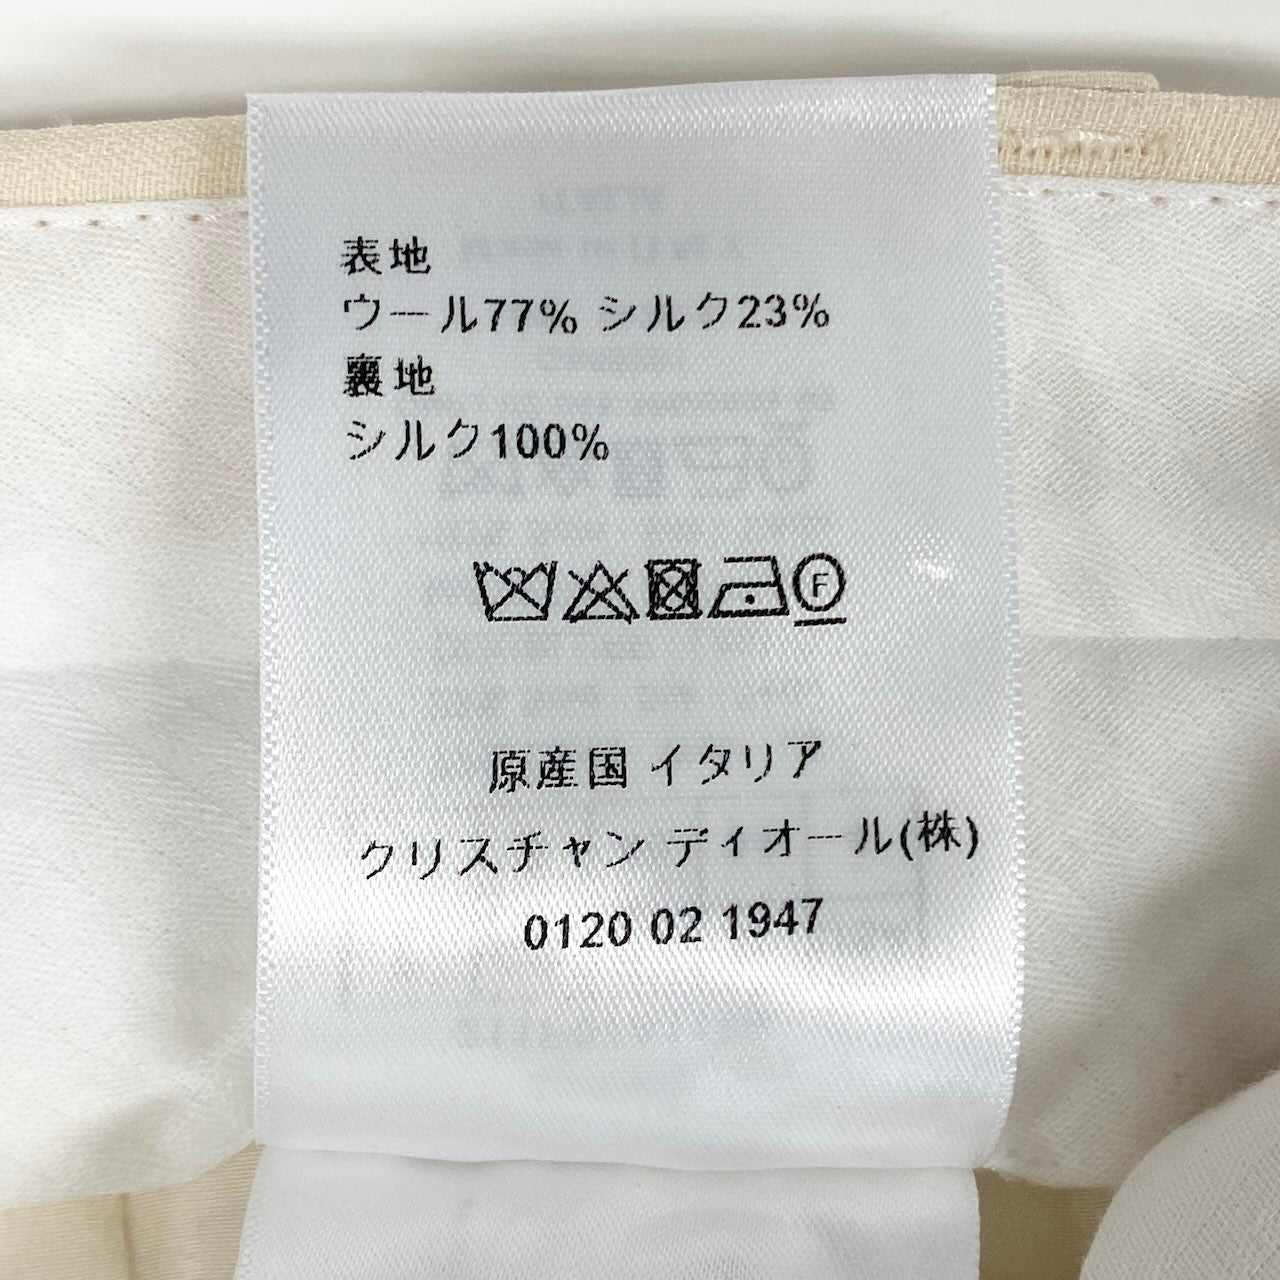 表地
ウール77% シルク23%
裏地
シルク100%
F
原産国 イタリア
クリスチャン ディオール(株)
0120 02 1947